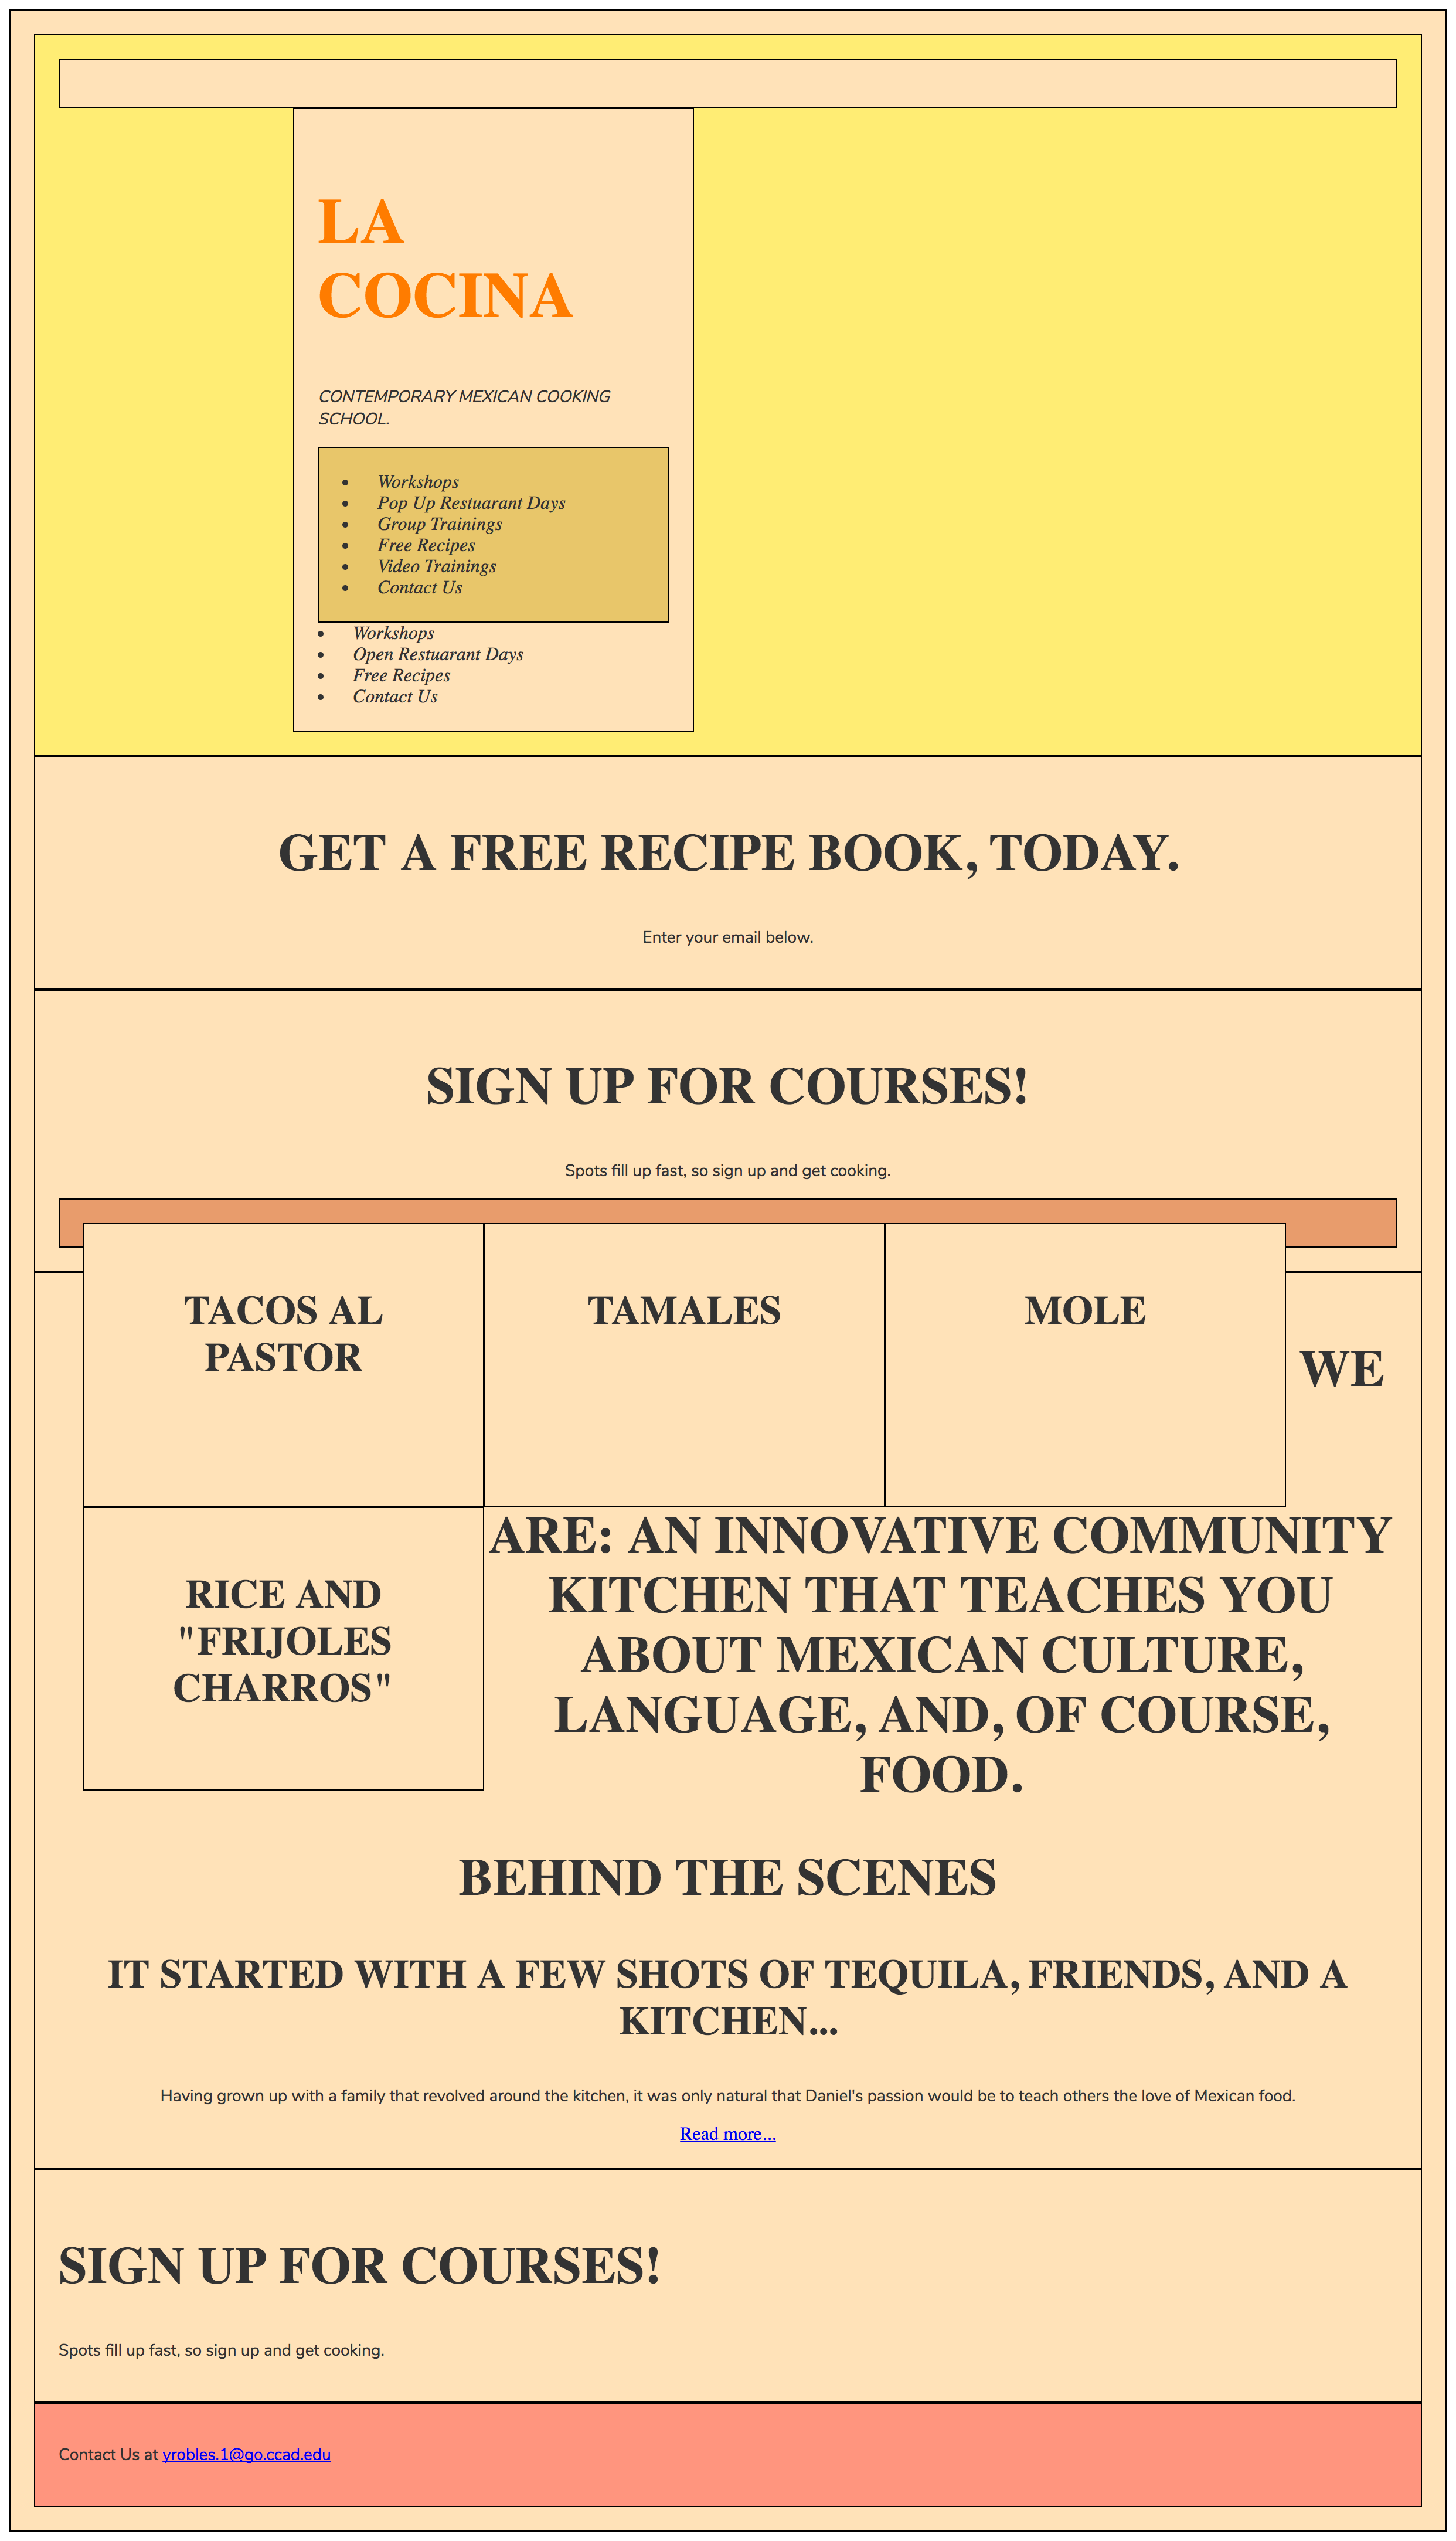 LA
COCINA
CONTEMPORARY MEXICAN COOKING
SCHOOL.
Workshops
Pop Up Restuarant Days
Group Trainings
Free Recipes
Video Trainings
Contact Us
Workshops
Open Restuarant Days
Free Recipes
Contact Us
GET A FREE RECIPE BOOK, TODAY.
Enter your email below.
SIGN UP FOR COURSES!
Spots fill up fast, so sign up and get cooking.
TACOS AL
PASTOR
TAMALES
MOLE
RICE AND
"FRIJOLES
CHARROS"
WE
ARE: AN INNOVATIVE COMMUNITY
KITCHEN THAT TEACHES YOU
ABOUT MEXICAN CULTURE,
LANGUAGE, AND, OF COURSE,
FOOD.
BEHIND THE SCENES
IT STARTED WITH A FEW SHOTS OF TEQUILA, FRIENDS, AND A
KITCHEN...
Having grown up with a family that revolved around the kitchen, it was only natural that Daniel's passion would be to teach others the love of Mexican food.
Read more...
SIGN UP FOR COURSES!
Spots fill up fast, so sign up and get cooking.
Contact Us at yrobles.1@go.ccad.edu